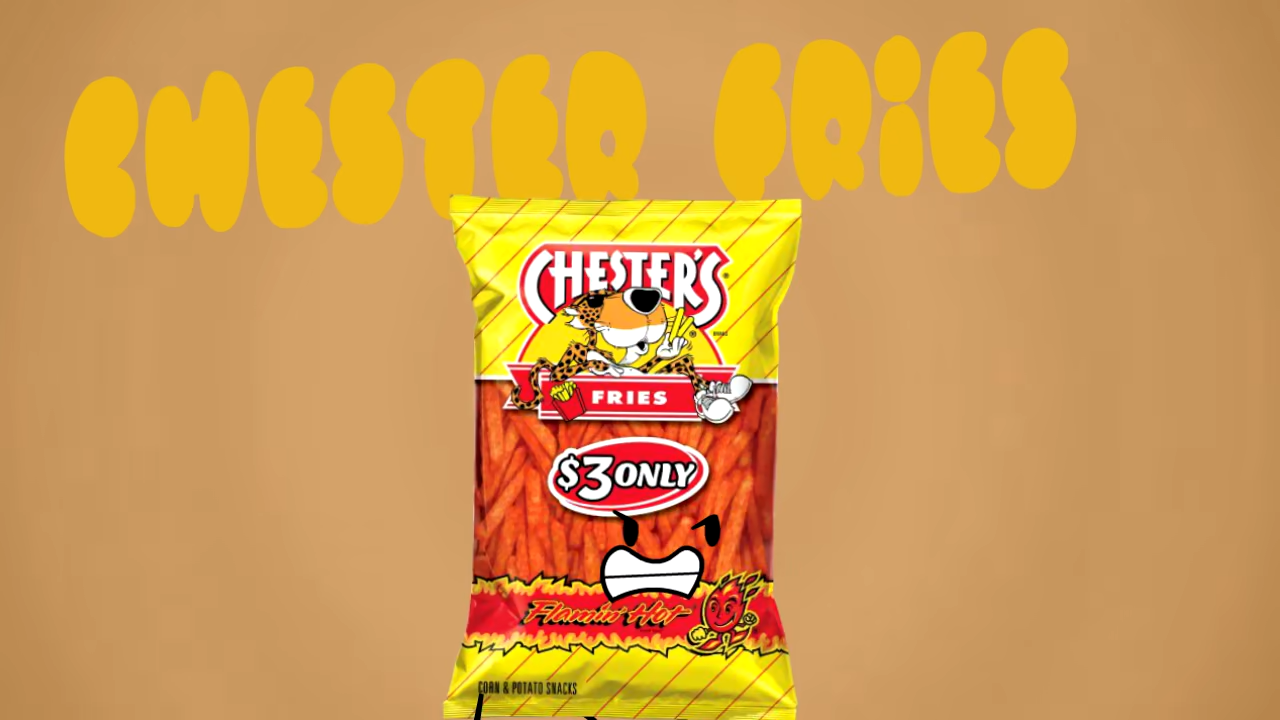 CHESTER FRIES
CHESTER'S
FRIES
$3 ONLY
Flamin' Hot
CORN & POTATO SNACKS